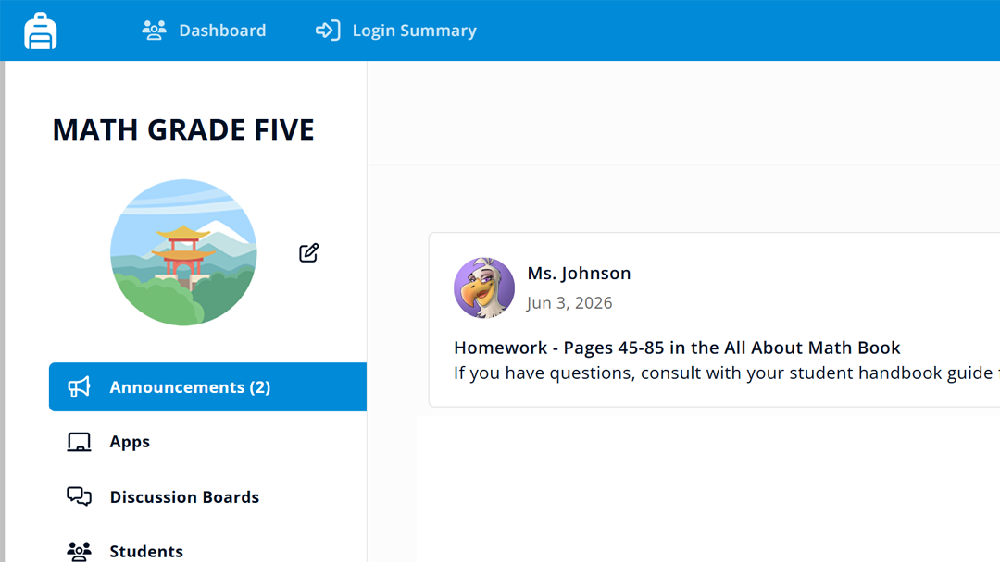 Dashboard
Login Summary
MATH GRADE FIVE
Announcements (2)
Apps
Discussion Boards
Students
Ms. Johnson
Jun 3, 2026
Homework - Pages 45-85 in the All About Math Book
If you have questions, consult with your student handbook guide